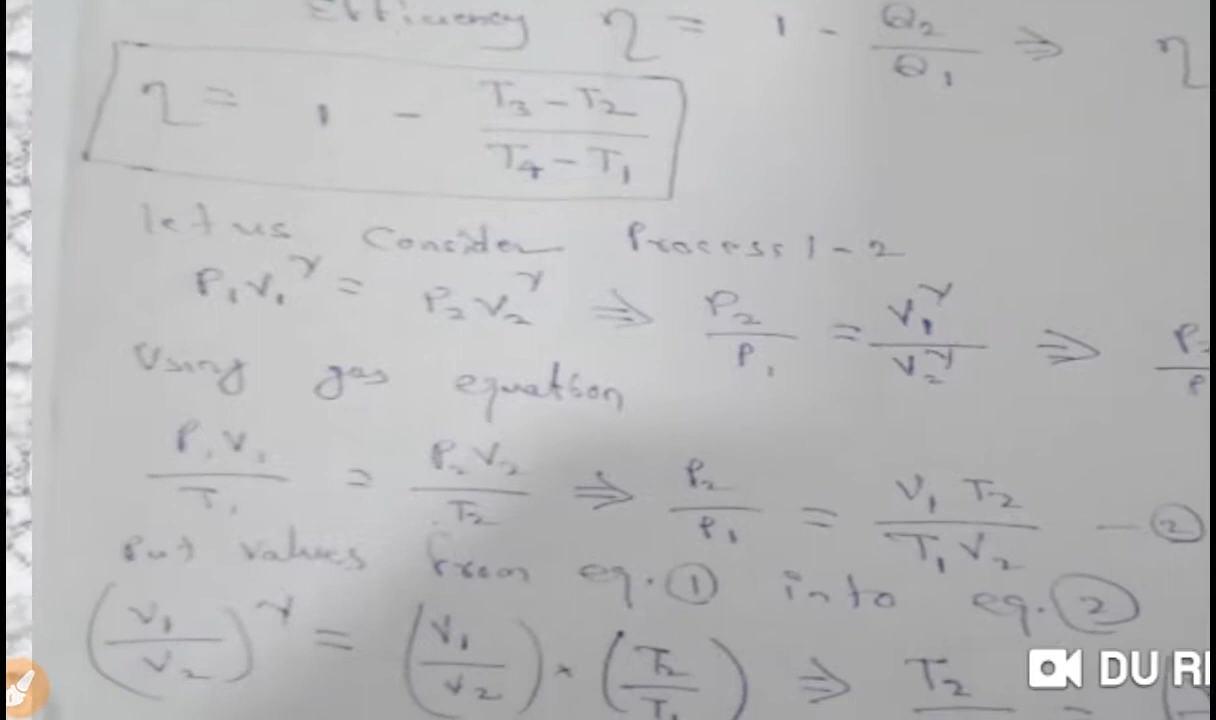 Efficiency η = 1 - Q₂/Q₁ ⇒ η
η = 1 - (T₃ - T₂)/(T₄ - T₁)
let us Consider Process 1-2
P₁V₁^γ = P₂V₂^γ ⇒ P₂/P₁ = V₁^γ/V₂^γ ⇒
Using gas equation
P₁V₁/T₁ = P₂V₂/T₂ ⇒ P₂/P₁ = V₁T₂/T₁V₂ — ②
Put values from eq. ① into eq. ②
(V₁/V₂)^γ = (V₁/V₂) × (T₂/T₁) ⇒ T₂ =
DU